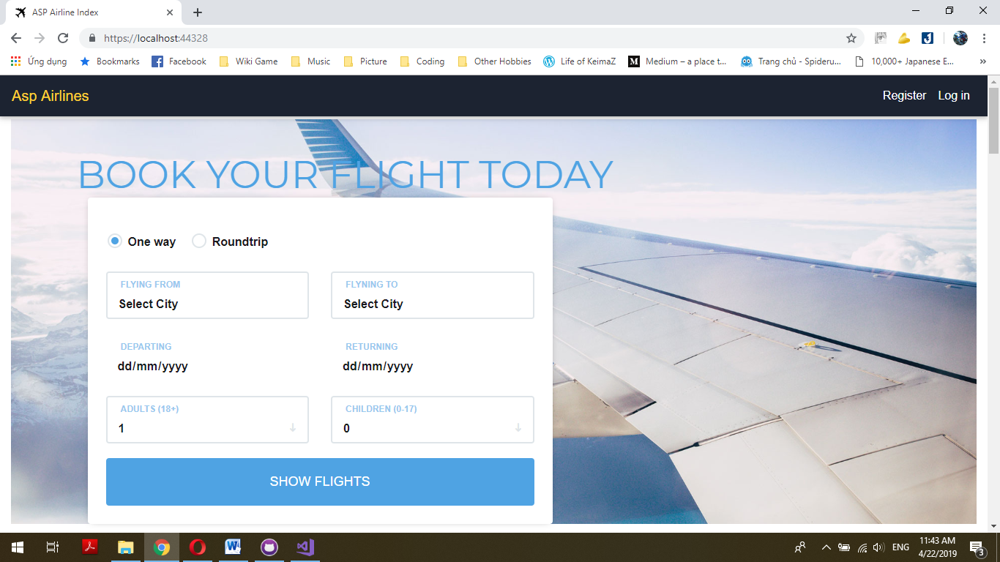 ASP Airline Index
https://localhost:44328
Ứng dụng Bookmarks Facebook Wiki Game Music Picture Coding Other Hobbies Life of KeimaZ Medium – a place t... Trang chủ - Spideru... 10,000+ Japanese E... »
Asp Airlines Register Log in
BOOK YOUR FLIGHT TODAY
One way Roundtrip
FLYING FROM FLYNING TO
Select City Select City
DEPARTING RETURNING
dd/mm/yyyy dd/mm/yyyy
ADULTS (18+) CHILDREN (0-17)
1 0
SHOW FLIGHTS
ENG 11:43 AM
4/22/2019 3